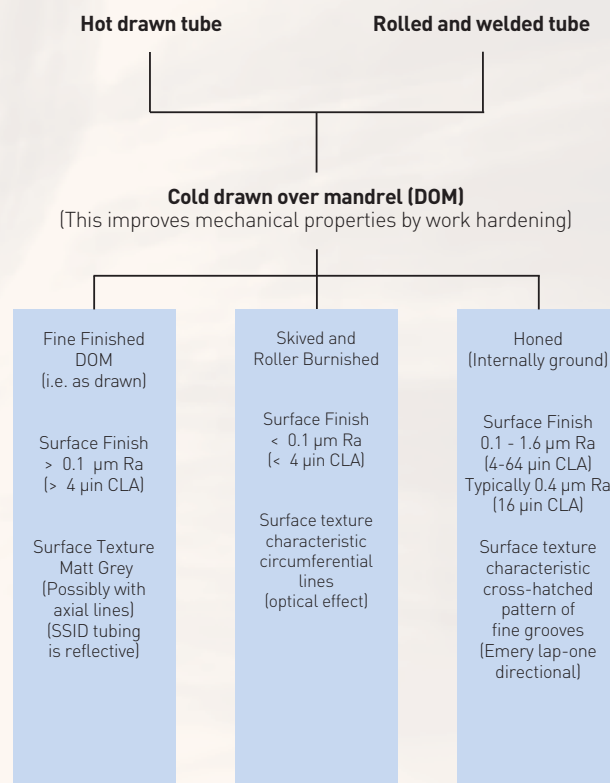 Hot drawn tube
Rolled and welded tube
Cold drawn over mandrel (DOM)
(This improves mechanical properties by work hardening)
Fine Finished
DOM
(i.e. as drawn)
Surface Finish
> 0.1 µm Ra
(> 4 µin CLA)
Surface Texture
Matt Grey
(Possibly with
axial lines)
(SSID tubing
is reflective)
Skived and
Roller Burnished
Surface Finish
< 0.1 µm Ra
(< 4 µin CLA)
Surface texture
characteristic
circumferential
lines
(optical effect)
Honed
(Internally ground)
Surface Finish
0.1 - 1.6 µm Ra
(4-64 µin CLA)
Typically 0.4 µm Ra
(16 µin CLA)
Surface texture
characteristic
cross-hatched
pattern of
fine grooves
(Emery lap-one
directional)